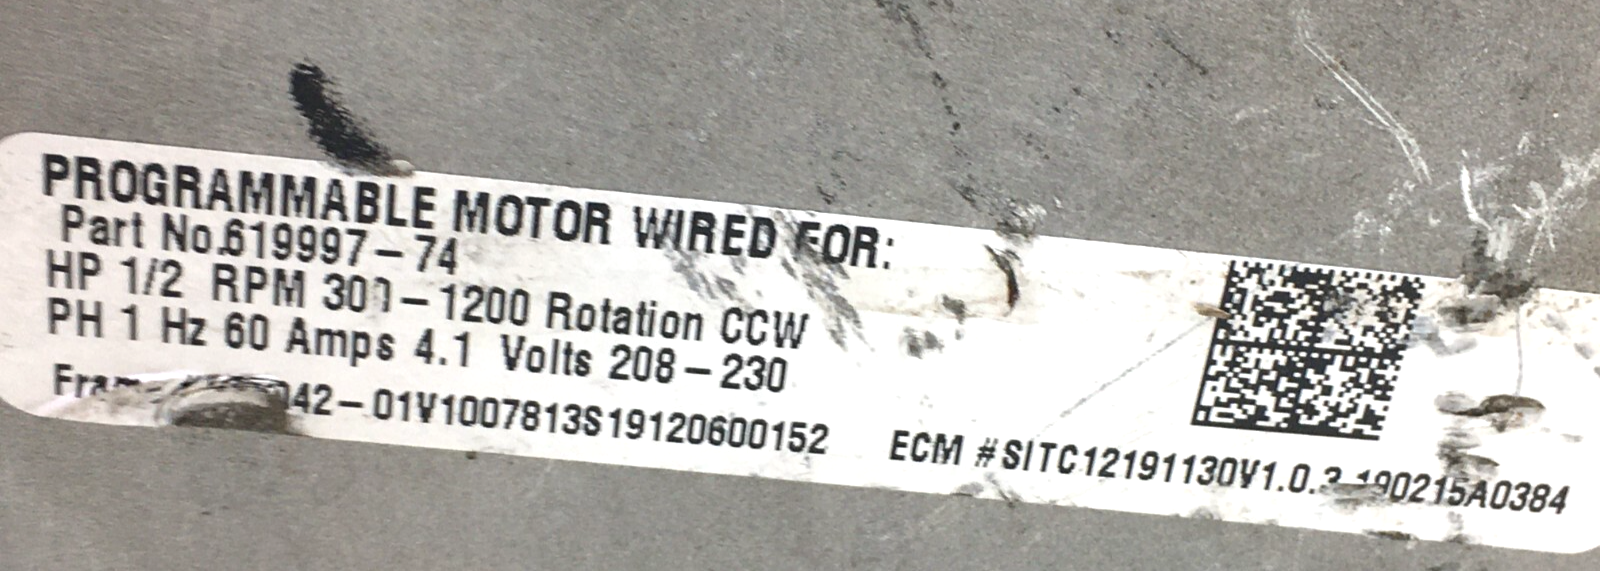 PROGRAMMABLE MOTOR WIRED FOR:
Part No.619997-74
HP 1/2 RPM 300-1200 Rotation CCW
PH 1 Hz 60 Amps 4.1 Volts 208-230
042-01V1007813S19120600152
ECM #SITC12191130V1.0.3 190215A0384